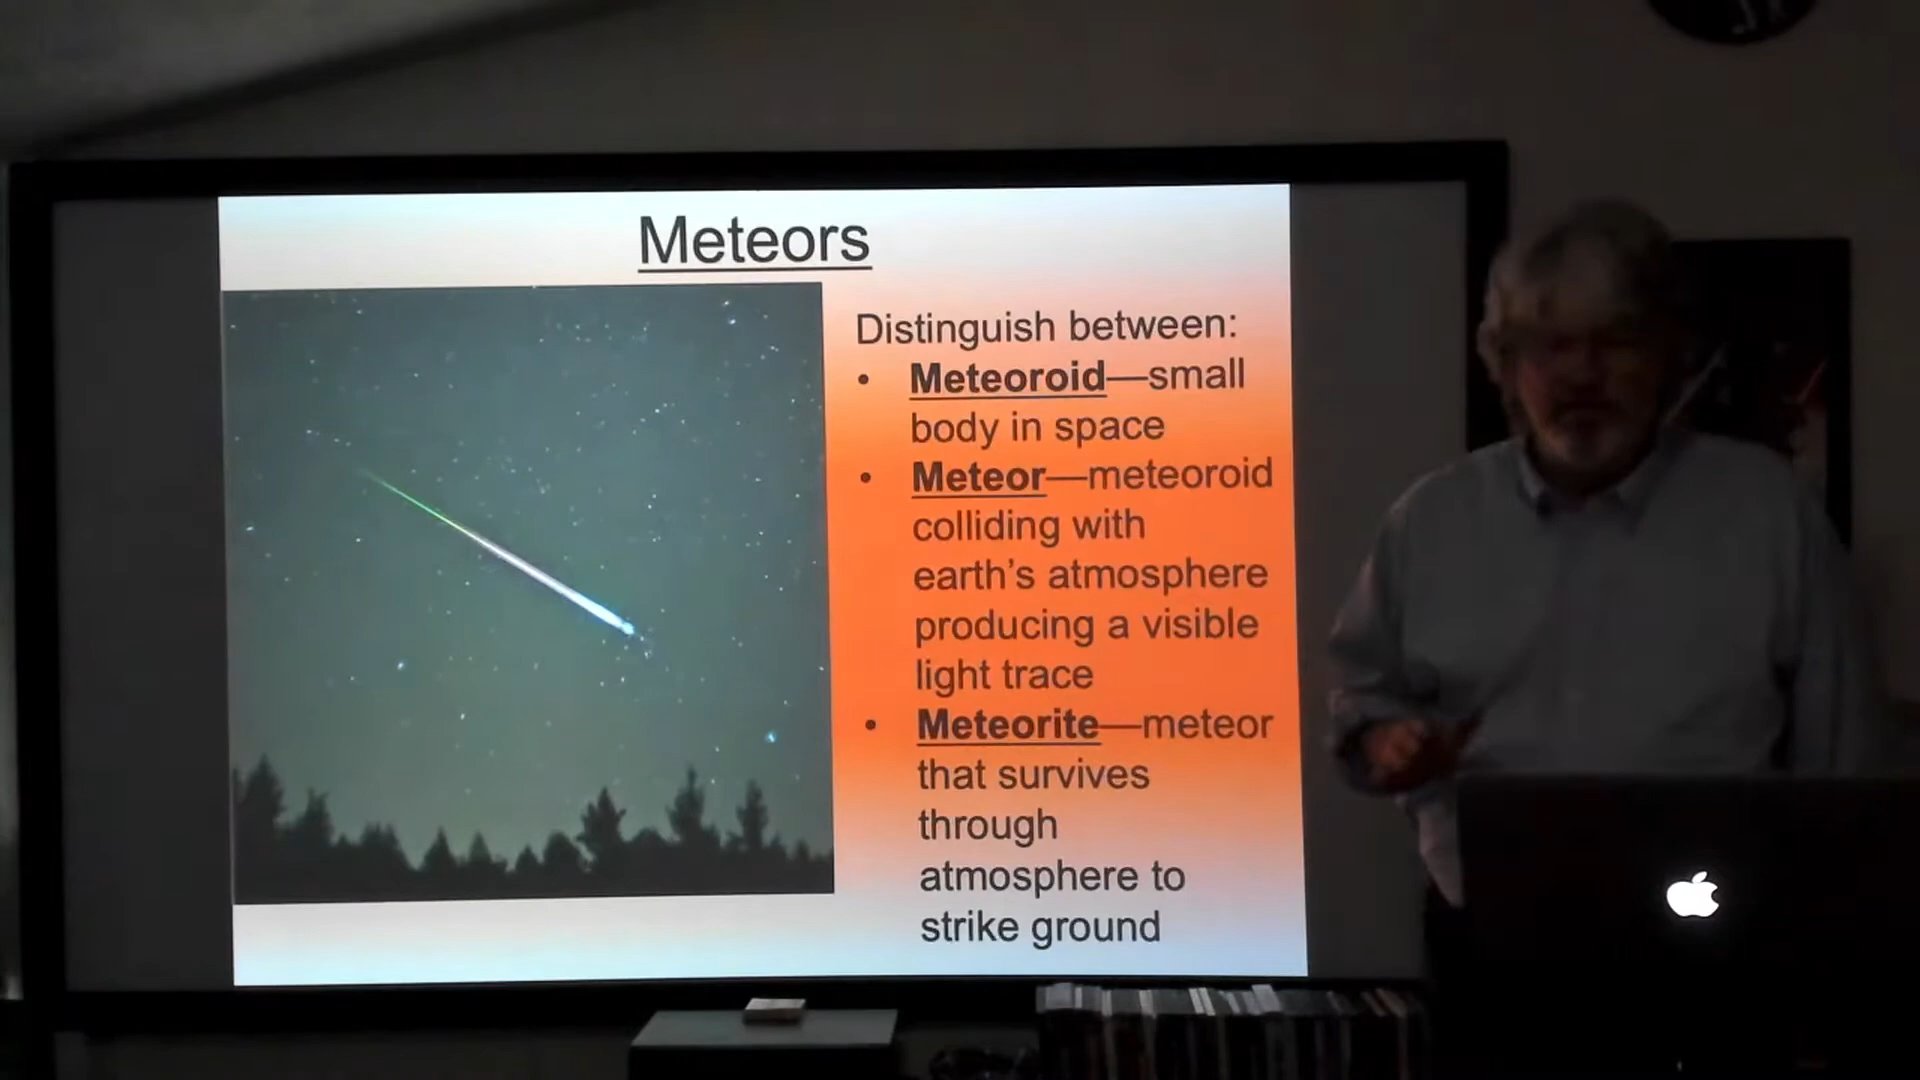 Meteors
Distinguish between:
• Meteoroid—small
body in space
• Meteor—meteoroid
colliding with
earth's atmosphere
producing a visible
light trace
• Meteorite—meteor
that survives
through
atmosphere to
strike ground